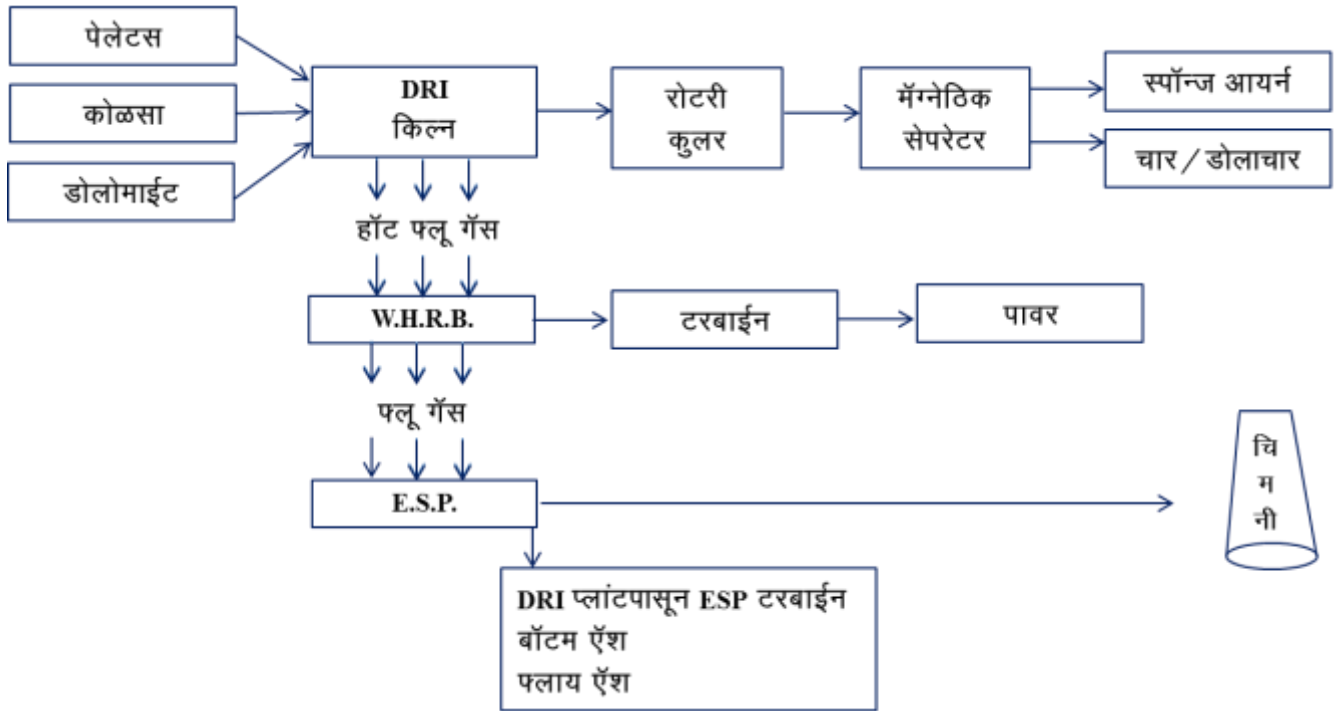 पेलेटस
कोळसा
डोलोमाईट
DRI
किल्न
रोटरी
कुलर
मॅग्नेठिक
सेपरेटर
स्पॉन्ज आयर्न
चार / डोलाचार
हॉट फ्लू गॅस
W.H.R.B.
टरबाईन
पावर
फ्लू गॅस
E.S.P.
चि
म
नी
DRI प्लांटपासून ESP टरबाईन
बॉटम ऍश
फ्लाय ऍश